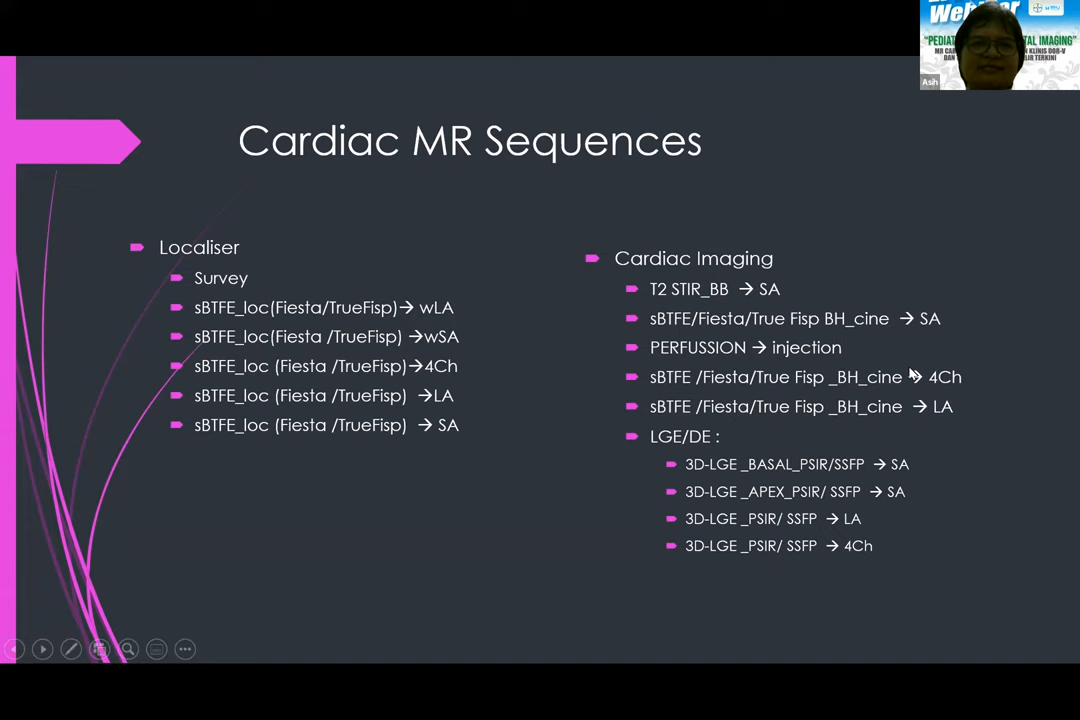 Cardiac MR Sequences
Localiser
Survey
sBTFE_loc(Fiesta/TrueFisp)→ wLA
sBTFE_loc(Fiesta /TrueFisp) →wSA
sBTFE_loc (Fiesta /TrueFisp)→4Ch
sBTFE_loc (Fiesta /TrueFisp) →LA
sBTFE_loc (Fiesta /TrueFisp) → SA
Cardiac Imaging
T2 STIR_BB → SA
sBTFE/Fiesta/True Fisp BH_cine → SA
PERFUSSION → injection
sBTFE /Fiesta/True Fisp _BH_cine → 4Ch
sBTFE /Fiesta/True Fisp _BH_cine → LA
LGE/DE :
3D-LGE _BASAL_PSIR/SSFP → SA
3D-LGE _APEX_PSIR/ SSFP → SA
3D-LGE _PSIR/ SSFP → LA
3D-LGE _PSIR/ SSFP → 4Ch
Webinar
IMAGING"
Asih